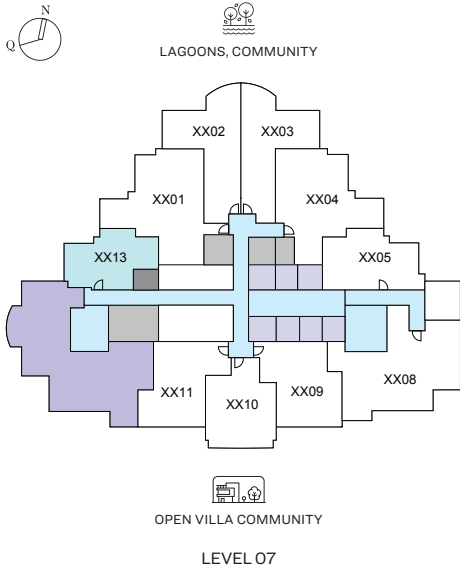 N
Q
LAGOONS, COMMUNITY
XX02 XX03
XX01 XX04
XX13 XX05
XX11 XX10 XX09 XX08
OPEN VILLA COMMUNITY
LEVEL 07